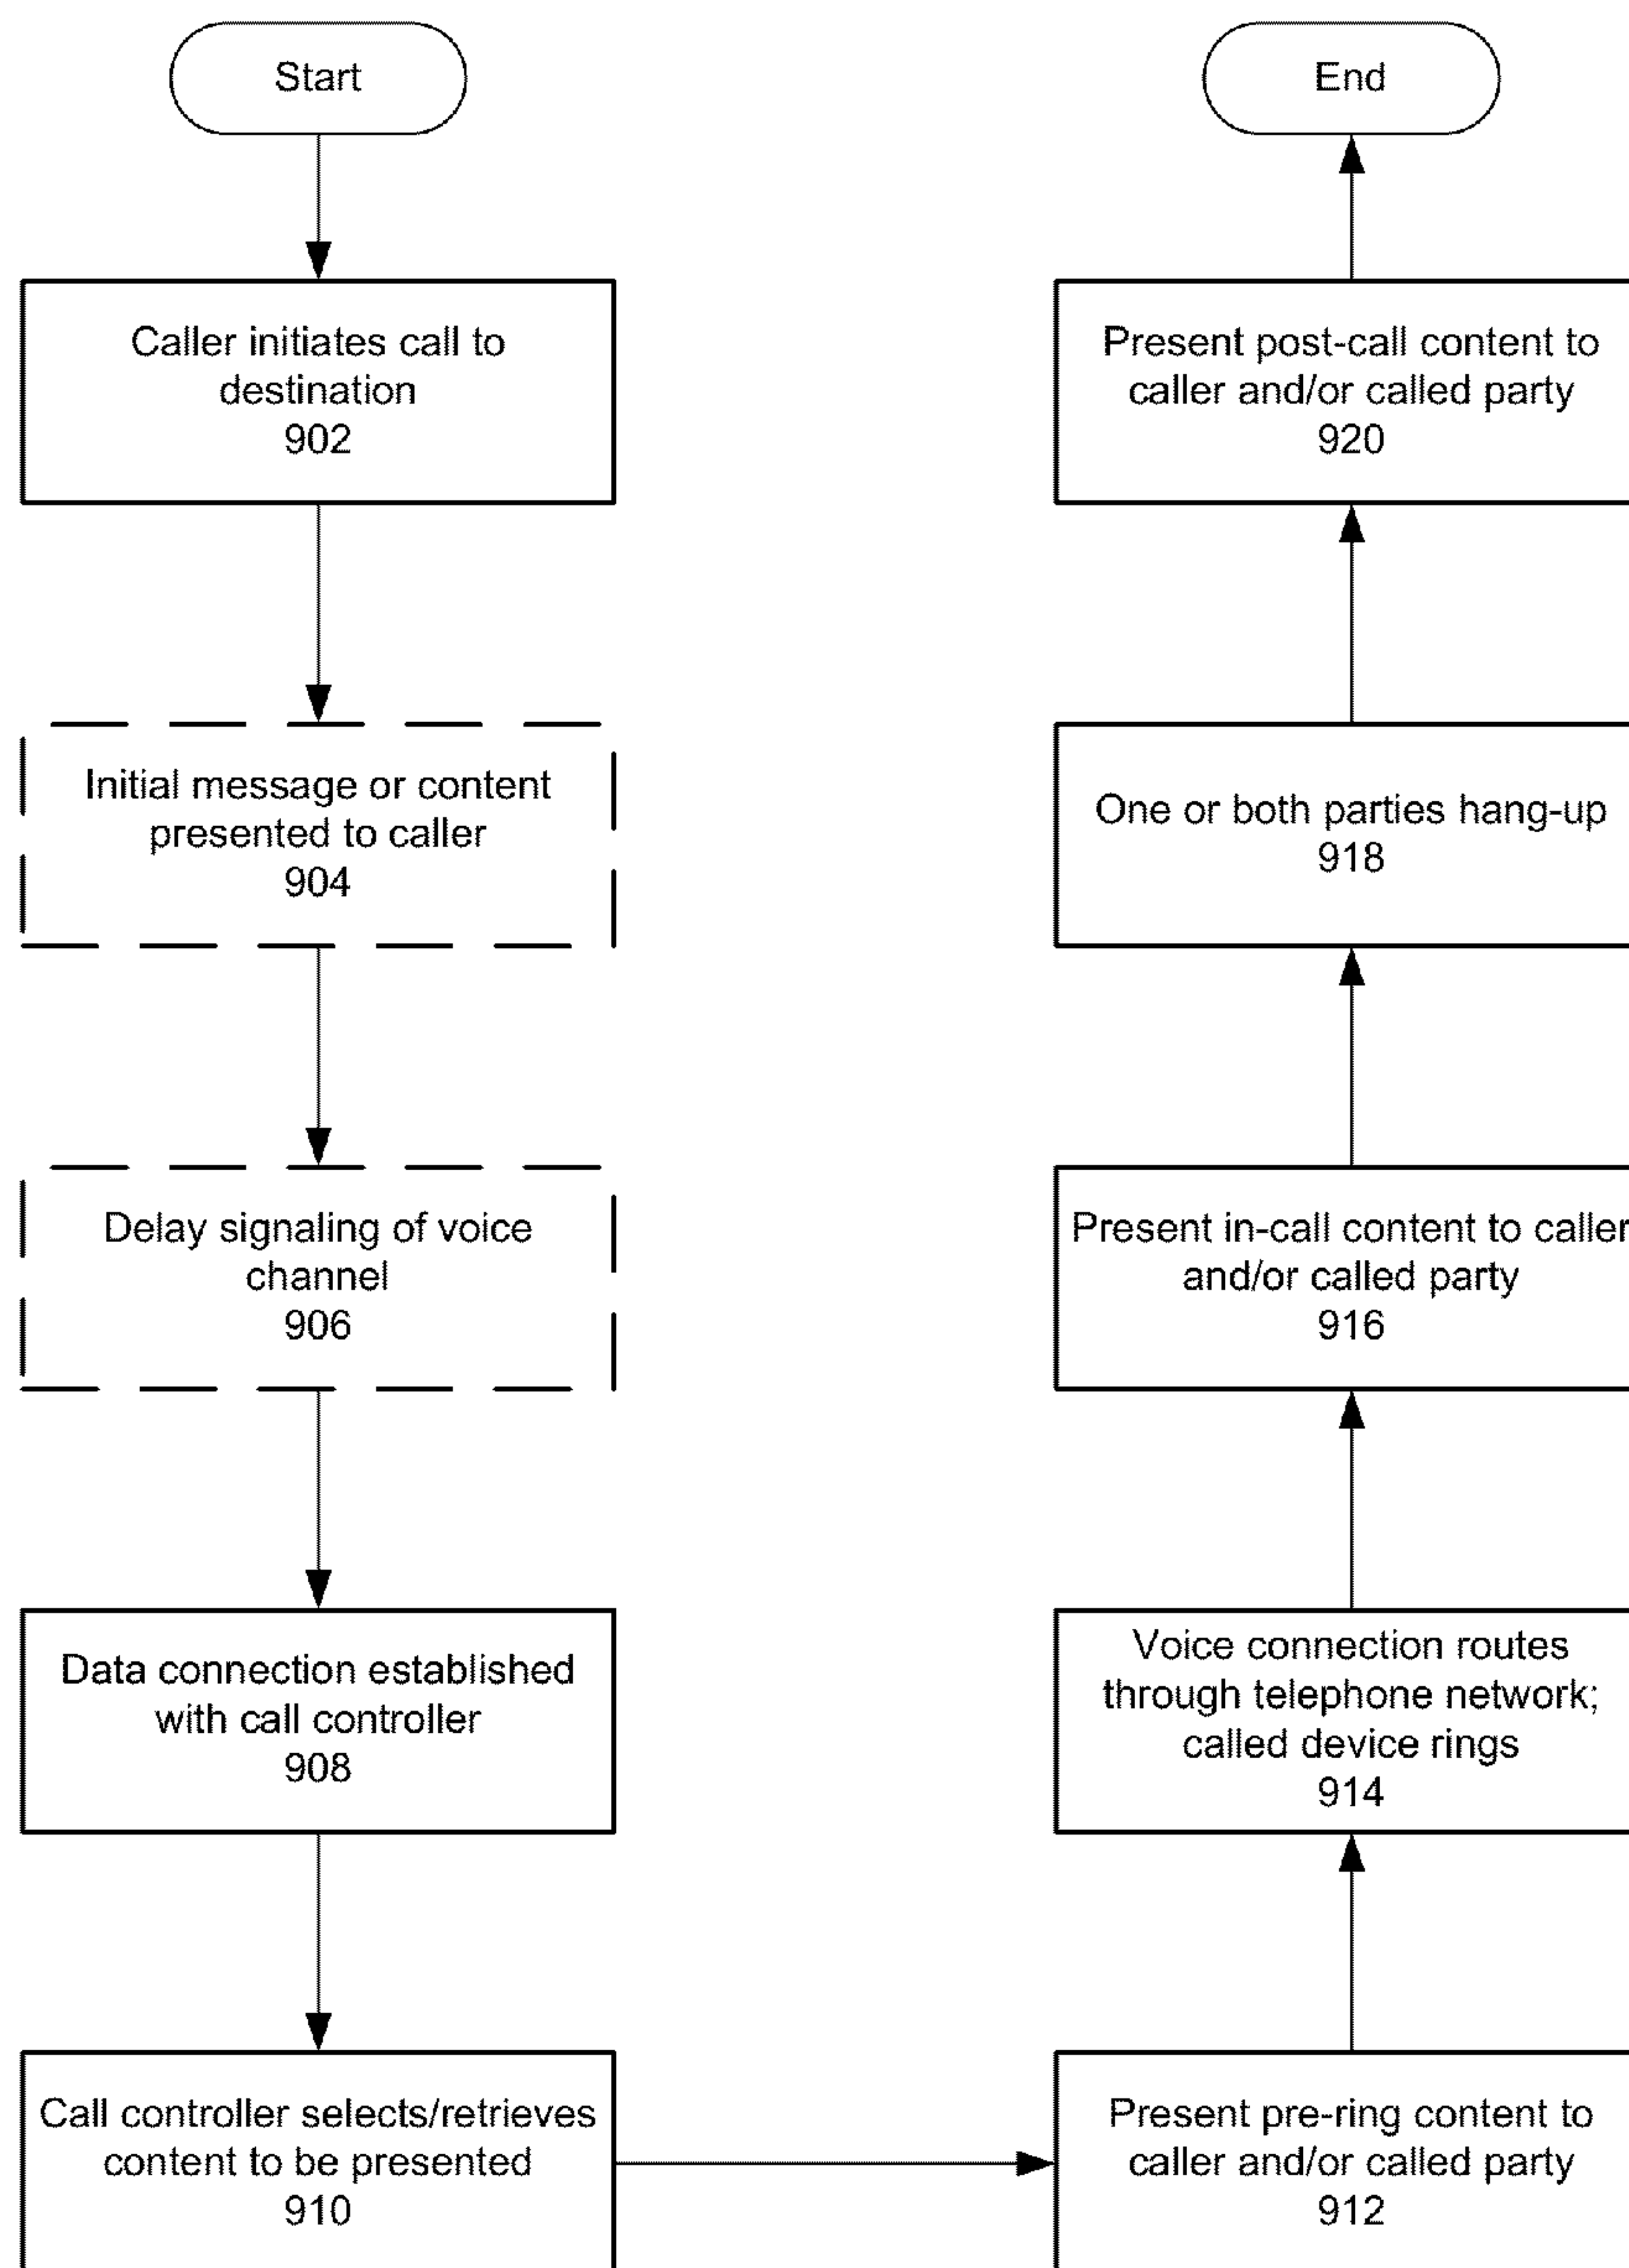 Start
Caller initiates call to
destination
902
Initial message or content
presented to caller
904
Delay signaling of voice
channel
906
Data connection established
with call controller
908
Call controller selects/retrieves
content to be presented
910
Present pre-ring content to
caller and/or called party
912
Voice connection routes
through telephone network;
called device rings
914
Present in-call content to caller
and/or called party
916
One or both parties hang-up
918
Present post-call content to
caller and/or called party
920
End